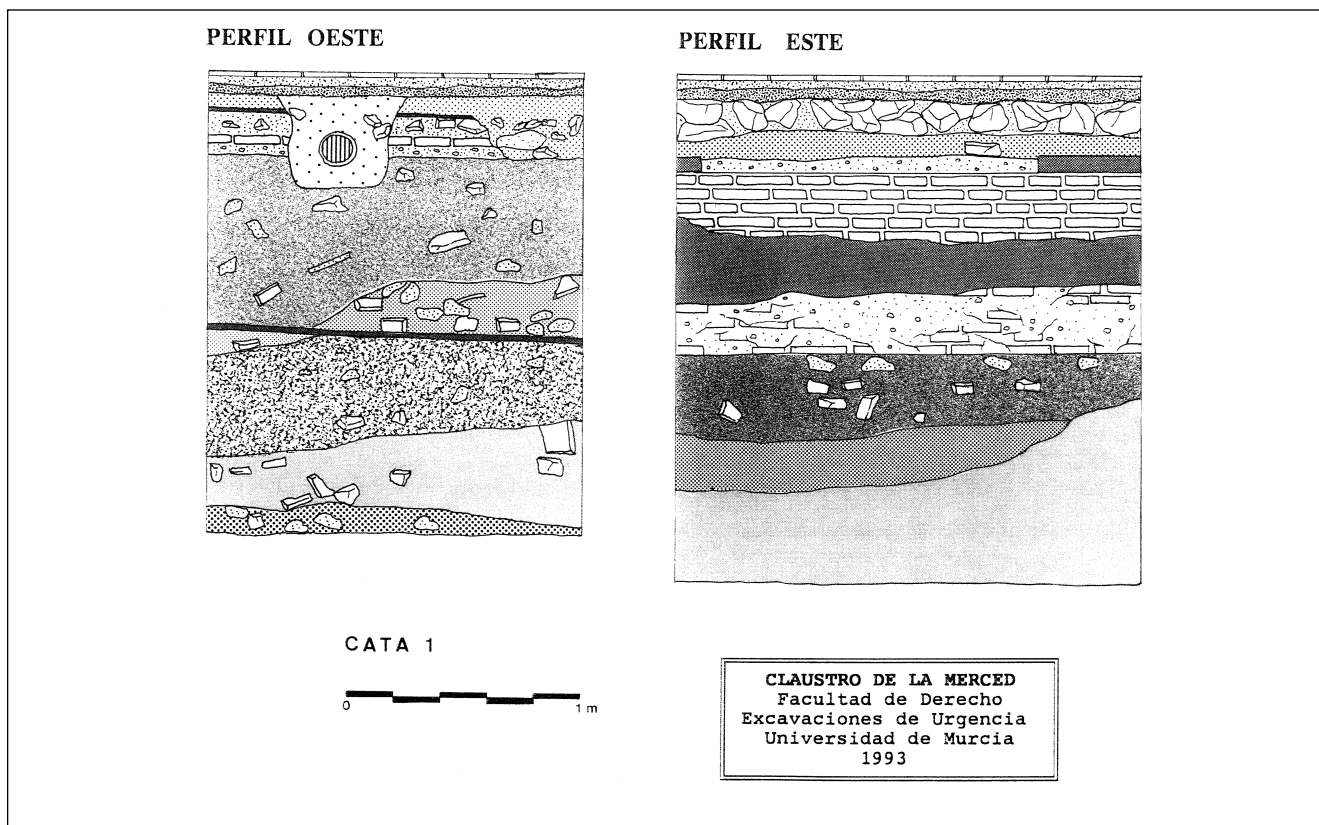 PERFIL OESTE
PERFIL ESTE
CATA 1
0 1 m
CLAUSTRO DE LA MERCED
Facultad de Derecho
Excavaciones de Urgencia
Universidad de Murcia
1993